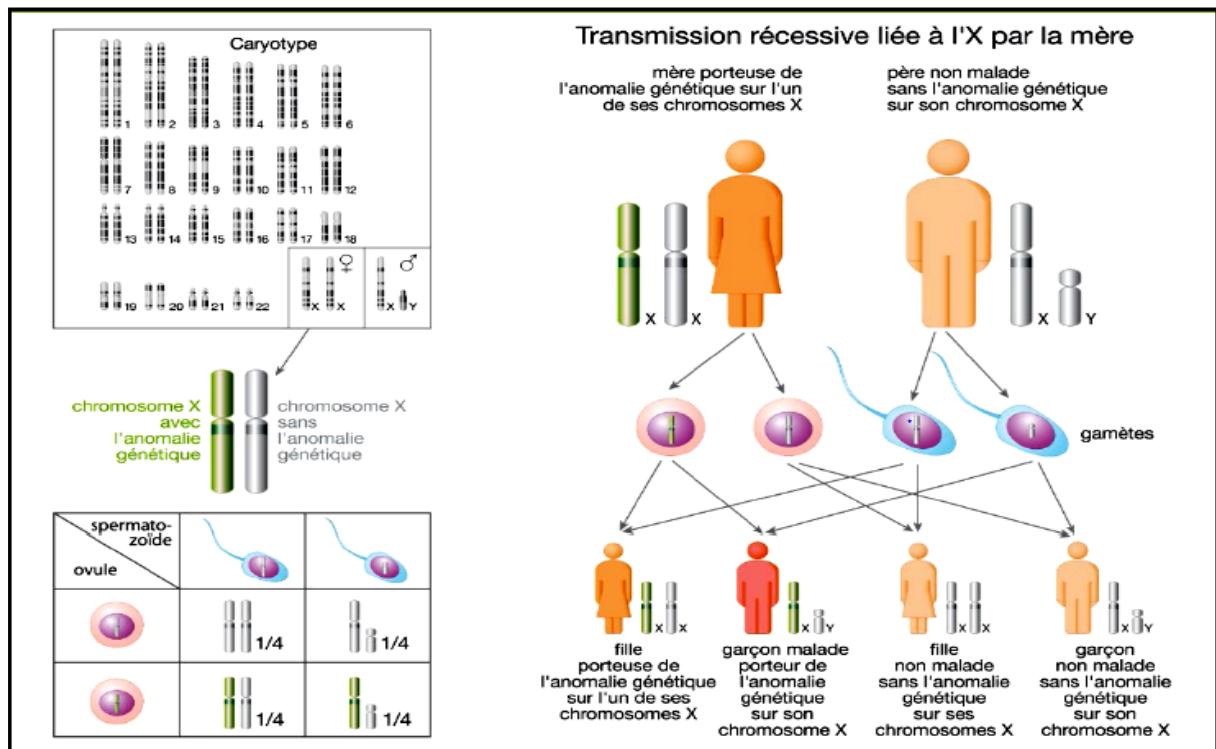 Caryotype
1 2 3 4 5 6
7 8 9 10 11 12
13 14 15 16 17 18
19 20 21 22 X X ♀ X Y ♂
chromosome X
avec
l'anomalie
génétique
chromosome X
sans
l'anomalie
génétique
spermato-
zoïde
ovule
1/4 1/4
1/4 1/4
Transmission récessive liée à l'X par la mère
mère porteuse de
l'anomalie génétique sur l'un
de ses chromosomes X
père non malade
sans l'anomalie génétique
sur son chromosome X
X X
X Y
gamètes
X X
X Y
X X
X Y
fille
porteuse de
l'anomalie génétique
sur l'un de ses
chromosomes X
garçon malade
porteur de
l'anomalie
génétique
sur son
chromosome X
fille
non malade
sans l'anomalie
génétique
sur ses
chromosomes X
garçon
non malade
sans l'anomalie
génétique
sur son
chromosome X